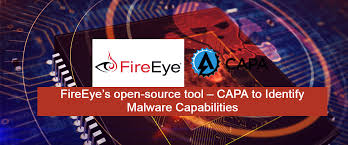 FireEye®
CAPA
FireEye's open-source tool – CAPA to Identify
Malware Capabilities